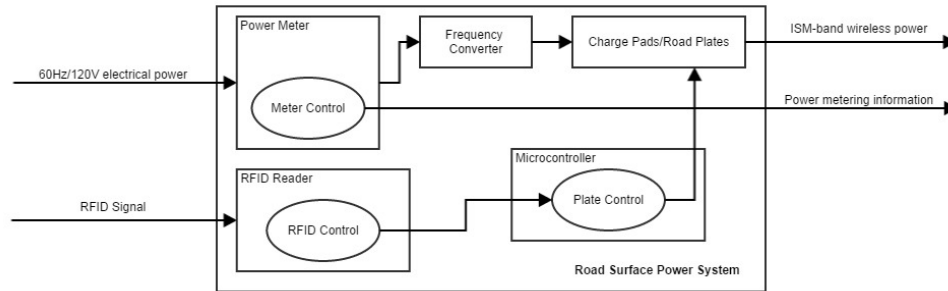 Power Meter
Frequency
Converter
Charge Pads/Road Plates
ISM-band wireless power
60Hz/120V electrical power
Meter Control
Power metering information
Microcontroller
RFID Reader
Plate Control
RFID Signal
RFID Control
Road Surface Power System